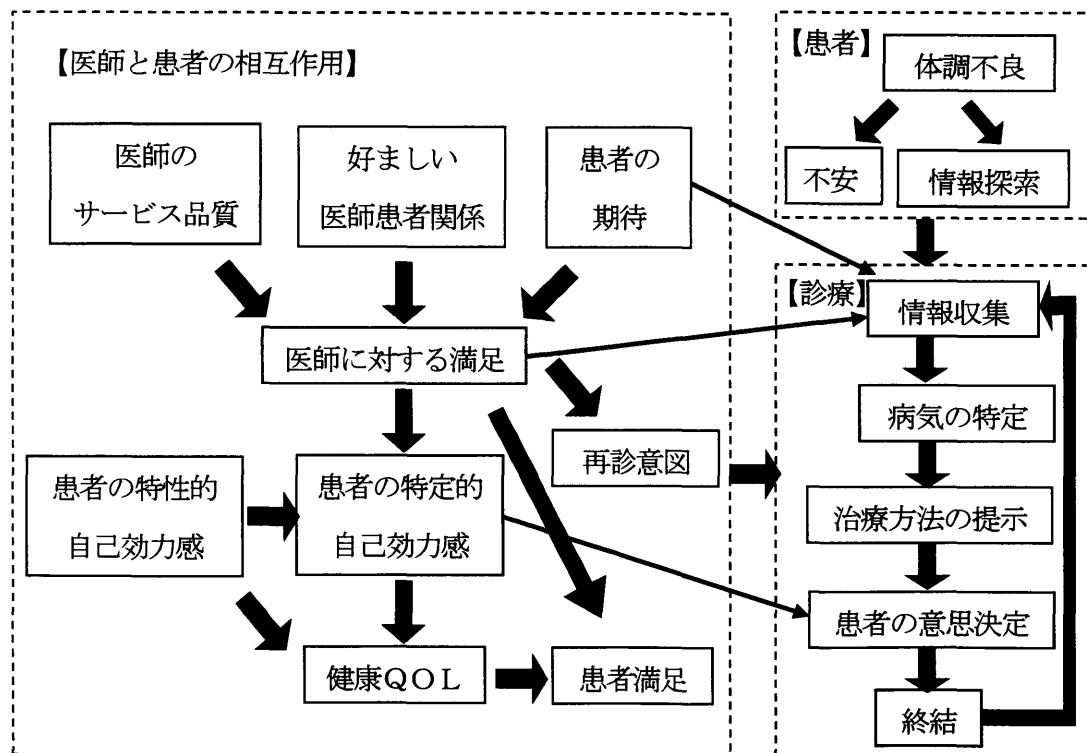 【医師と患者の相互作用】
医師の
サービス品質
好ましい
医師患者関係
患者の
期待
医師に対する満足
再診意図
患者の特性的
自己効力感
患者の特定的
自己効力感
健康QOL
患者満足
【患者】
体調不良
不安
情報探索
【診療】
情報収集
病気の特定
治療方法の提示
患者の意思決定
終結